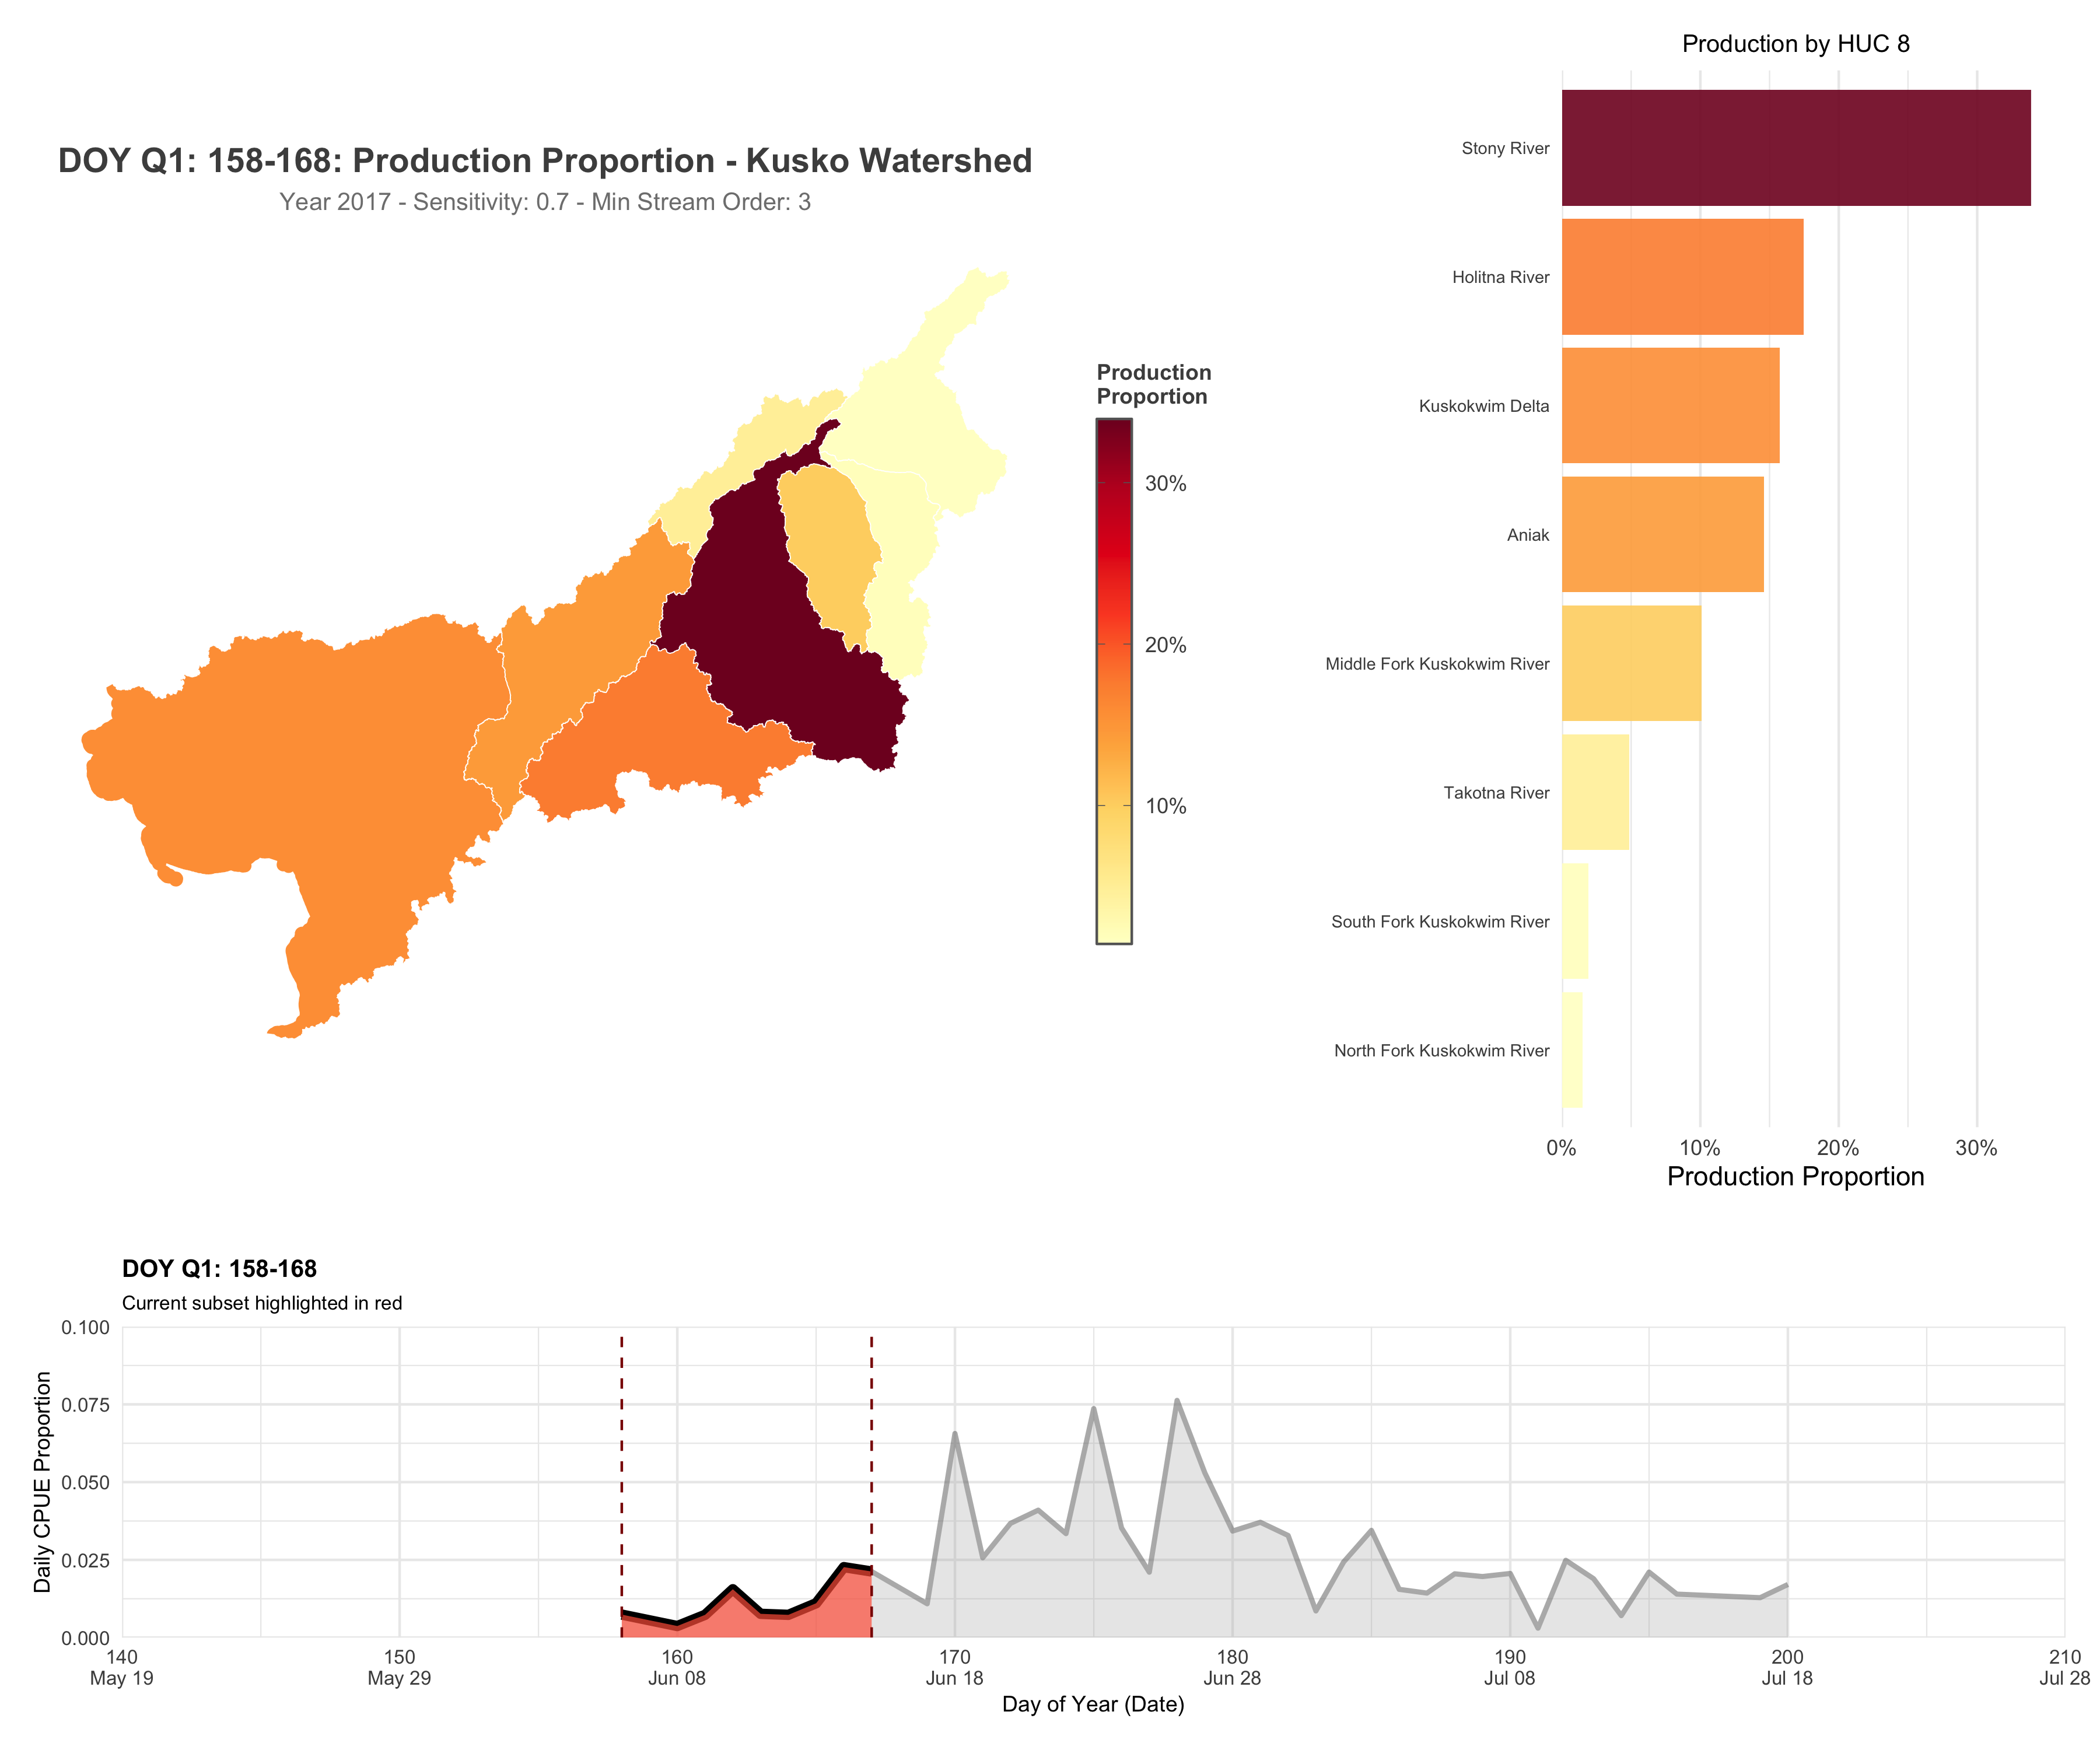 DOY Q1: 158-168: Production Proportion - Kusko Watershed
Year 2017 - Sensitivity: 0.7 - Min Stream Order: 3
Production
Proportion
30%
20%
10%
Production by HUC 8
Stony River
Holitna River
Kuskokwim Delta
Aniak
Middle Fork Kuskokwim River
Takotna River
South Fork Kuskokwim River
North Fork Kuskokwim River
0% 10% 20% 30%
Production Proportion
DOY Q1: 158-168
Current subset highlighted in red
Daily CPUE Proportion
0.100
0.075
0.050
0.025
0.000
140 150 160 170 180 190 200 210
May 19 May 29 Jun 08 Jun 18 Jun 28 Jul 08 Jul 18 Jul 28
Day of Year (Date)